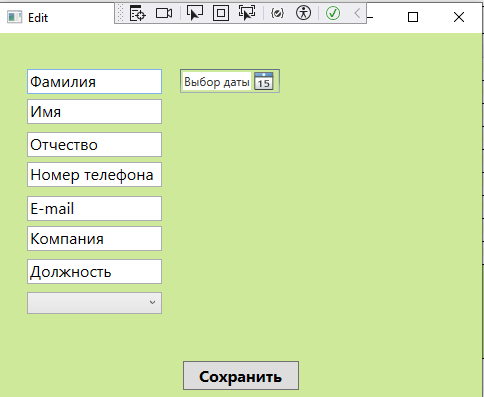 Edit
Фамилия
Выбор даты 15
Имя
Отчество
Номер телефона
E-mail
Компания
Должность
Сохранить